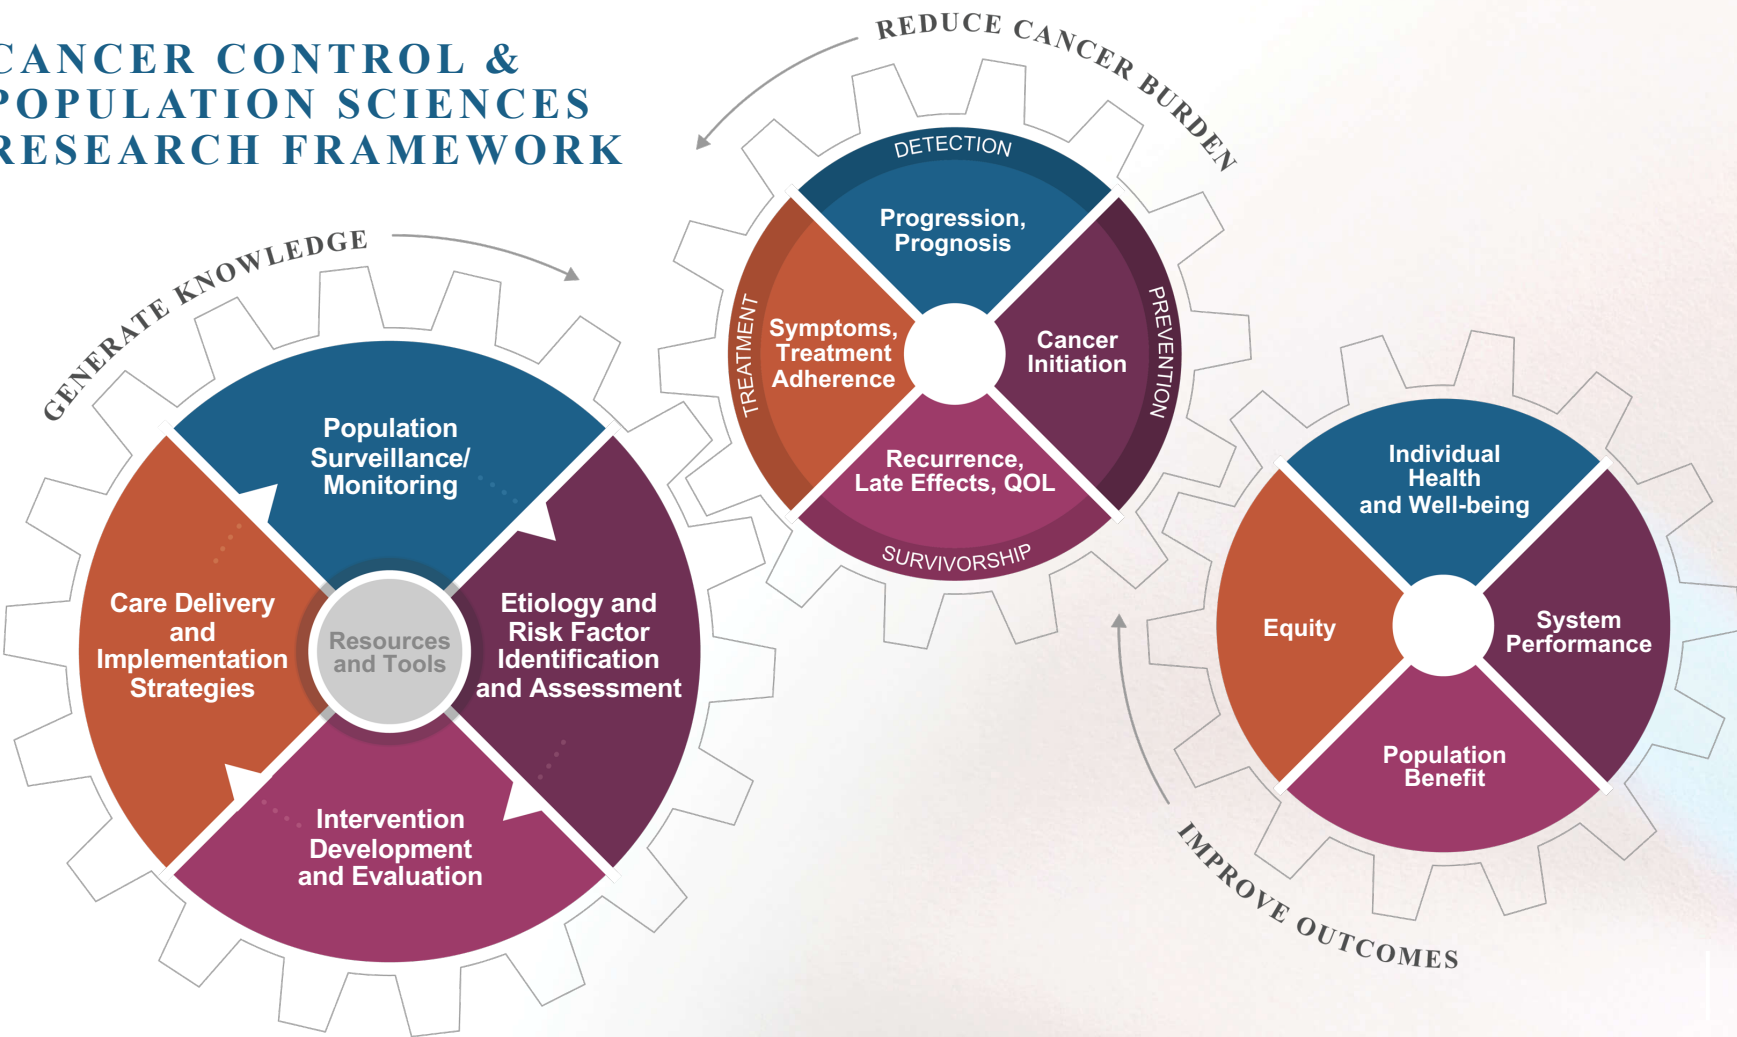 CANCER CONTROL &
POPULATION SCIENCES
RESEARCH FRAMEWORK
GENERATE KNOWLEDGE
Population
Surveillance/
Monitoring
Etiology and
Risk Factor
Identification
and Assessment
Intervention
Development
and Evaluation
Care Delivery
and
Implementation
Strategies
Resources
and Tools
REDUCE CANCER BURDEN
DETECTION
Progression,
Prognosis
PREVENTION
Cancer
Initiation
SURVIVORSHIP
Recurrence,
Late Effects, QOL
TREATMENT
Symptoms,
Treatment
Adherence
IMPROVE OUTCOMES
Individual
Health
and Well-being
System
Performance
Population
Benefit
Equity